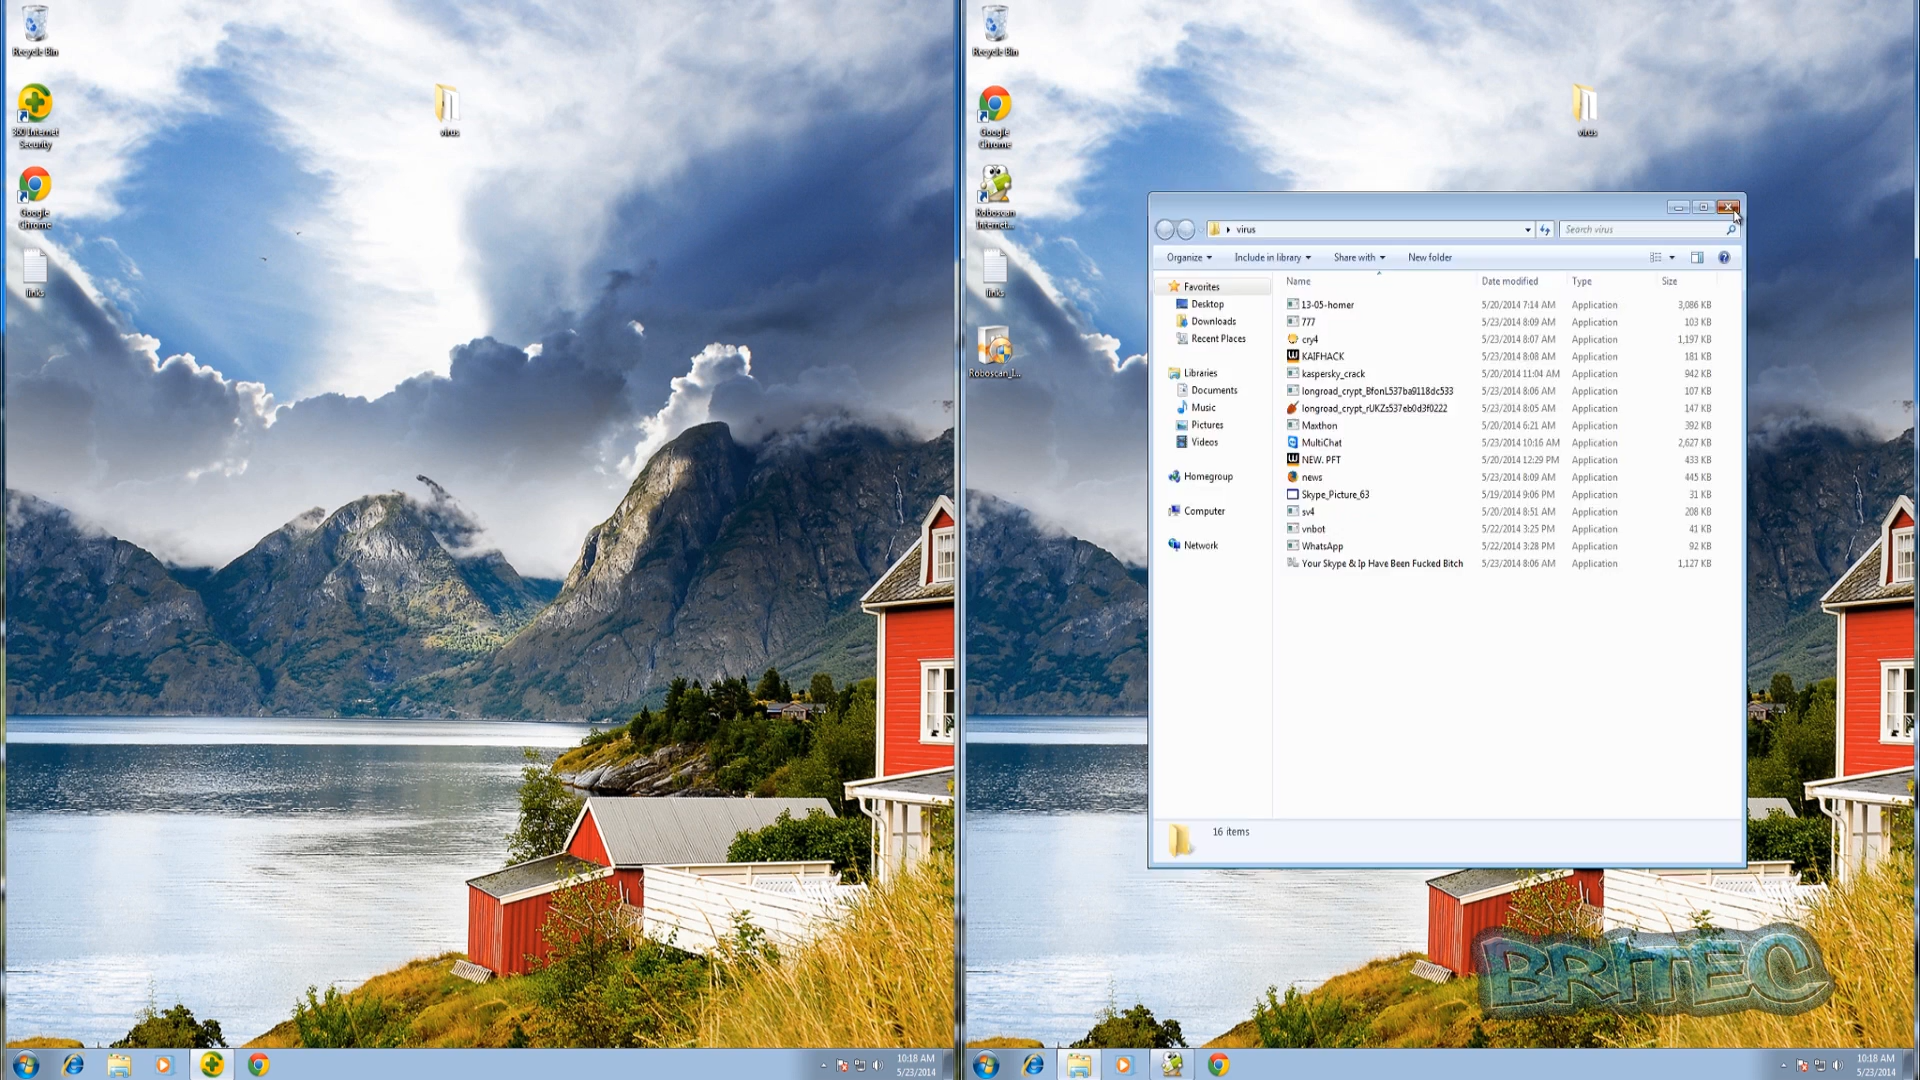 Recycle Bin
360 Internet
Security
Google
Chrome
links
virus
10:18 AM
5/23/2014
Recycle Bin
Google
Chrome
Roboscan
Internet...
links
Roboscan_I...
virus
virus
Search virus
Organize
Include in library
Share with
New folder
Favorites
Desktop
Downloads
Recent Places
Libraries
Documents
Music
Pictures
Videos
Homegroup
Computer
Network
Name Date modified Type Size
13-05-homer 5/20/2014 7:14 AM Application 3,086 KB
777 5/23/2014 8:09 AM Application 103 KB
cry4 5/23/2014 8:07 AM Application 1,197 KB
KAIFHACK 5/23/2014 8:08 AM Application 181 KB
kaspersky_crack 5/20/2014 11:04 AM Application 942 KB
longroad_crypt_BfonL537ba9118dc533 5/23/2014 8:06 AM Application 107 KB
longroad_crypt_rUKZs537eb0d3f0222 5/23/2014 8:05 AM Application 147 KB
Maxthon 5/20/2014 6:21 AM Application 392 KB
MultiChat 5/23/2014 10:16 AM Application 2,627 KB
NEW. PFT 5/20/2014 12:29 PM Application 433 KB
news 5/23/2014 8:09 AM Application 445 KB
Skype_Picture_63 5/19/2014 9:06 PM Application 31 KB
sv4 5/20/2014 8:51 AM Application 208 KB
vnbot 5/22/2014 3:25 PM Application 41 KB
WhatsApp 5/22/2014 3:28 PM Application 92 KB
Your Skype & Ip Have Been Fucked Bitch 5/23/2014 8:06 AM Application 1,127 KB
16 items
BRITEC
10:18 AM
5/23/2014